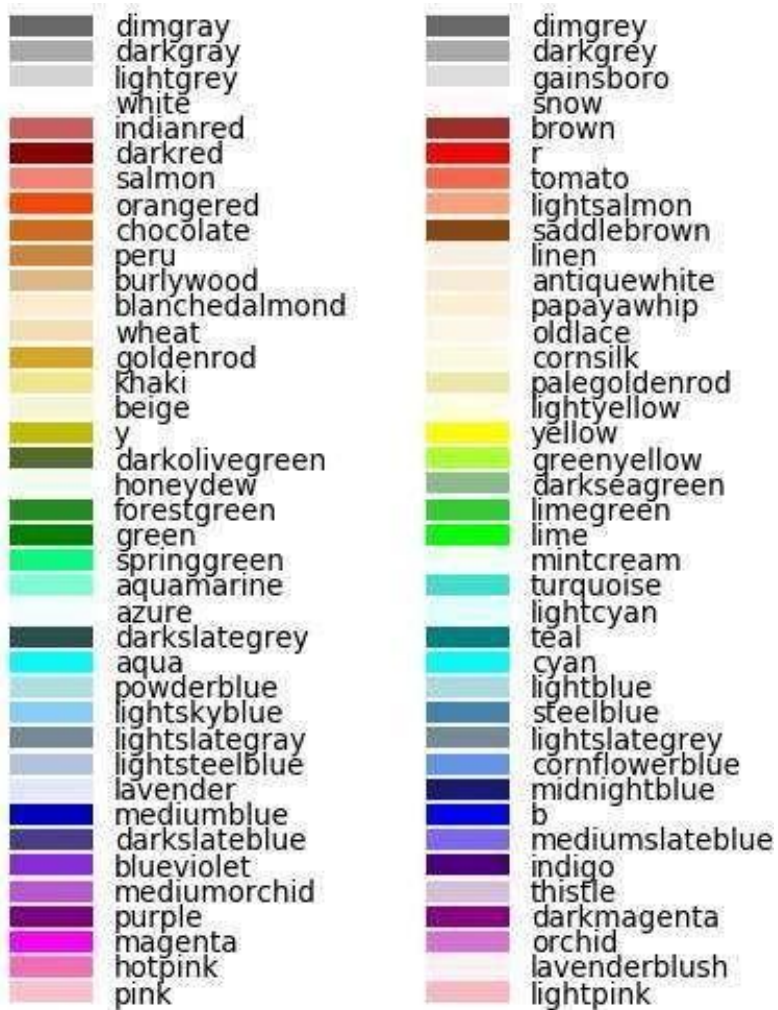 dimgray dimgrey
darkgray darkgrey
lightgrey gainsboro
white snow
indianred brown
darkred r
salmon tomato
orangered lightsalmon
chocolate saddlebrown
peru linen
burlywood antiquewhite
blanchedalmond papayawhip
wheat oldlace
goldenrod cornsilk
khaki palegoldenrod
beige lightyellow
y yellow
darkolivegreen greenyellow
honeydew darkseagreen
forestgreen limegreen
green lime
springgreen mintcream
aquamarine turquoise
azure lightcyan
darkslategrey teal
aqua cyan
powderblue lightblue
lightskyblue steelblue
lightslategray lightslategrey
lightsteelblue cornflowerblue
lavender midnightblue
mediumblue b
darkslateblue mediumslateblue
blueviolet indigo
mediumorchid thistle
purple darkmagenta
magenta orchid
hotpink lavenderblush
pink lightpink